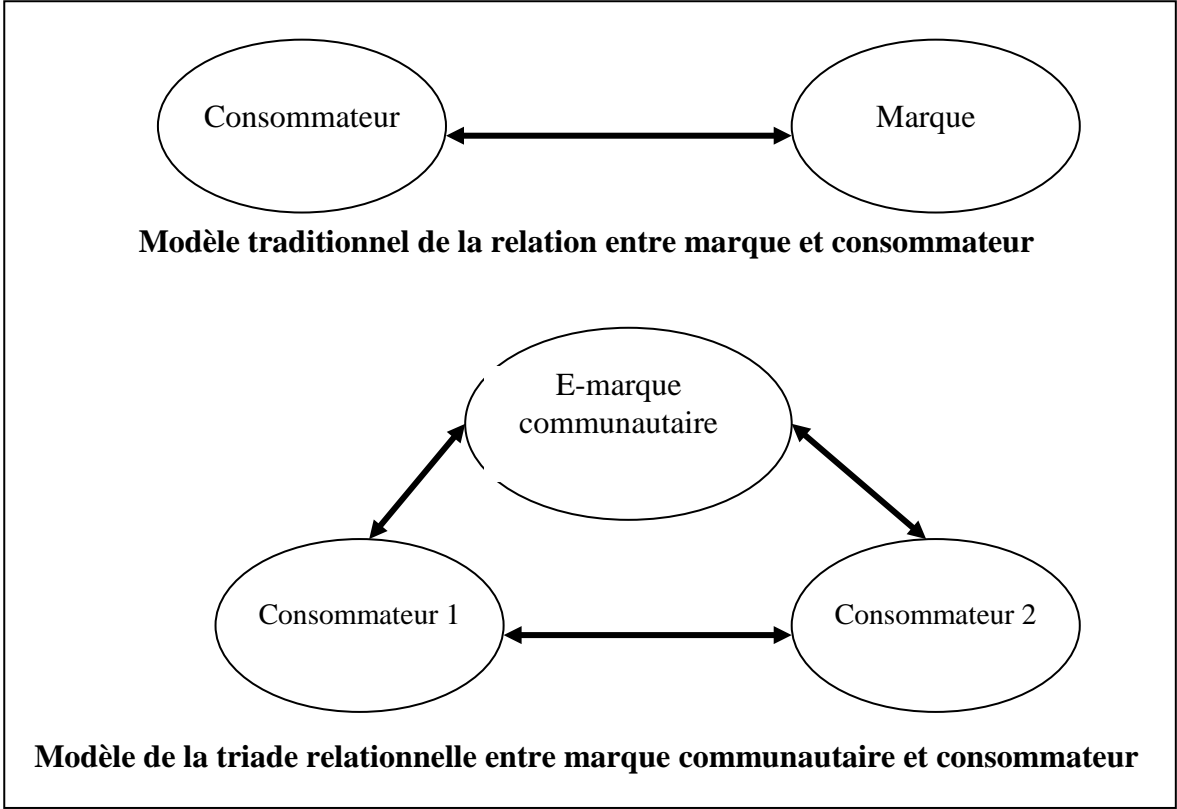 Consommateur
Marque
Modèle traditionnel de la relation entre marque et consommateur
E-marque
communautaire
Consommateur 1
Consommateur 2
Modèle de la triade relationnelle entre marque communautaire et consommateur